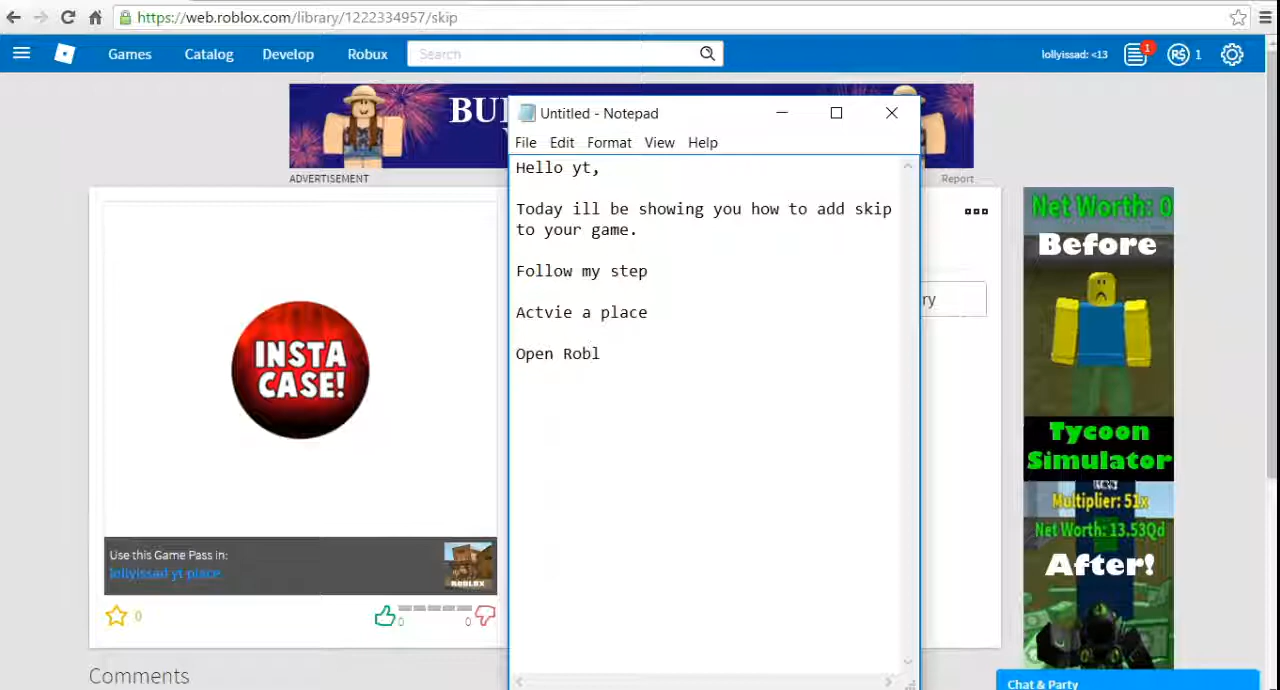 https://web.roblox.com/library/1222334957/skip
Games
Catalog
Develop
Robux
Search
lollyissad: <13
1
R$ 1
BU
ADVERTISEMENT
Report
Untitled - Notepad
File Edit Format View Help
Hello yt,
Today ill be showing you how to add skip
to your game.
Follow my step
Actvie a place
Open Robl
INSTA
CASE!
Use this Game Pass in:
lollyissad yt place
ROBLOX
0
0
0
ry
Net Worth: 0
Before
Tycoon
Simulator
Multiplier: 51x
Net Worth: 13.53Qd
After!
Comments
Chat & Party